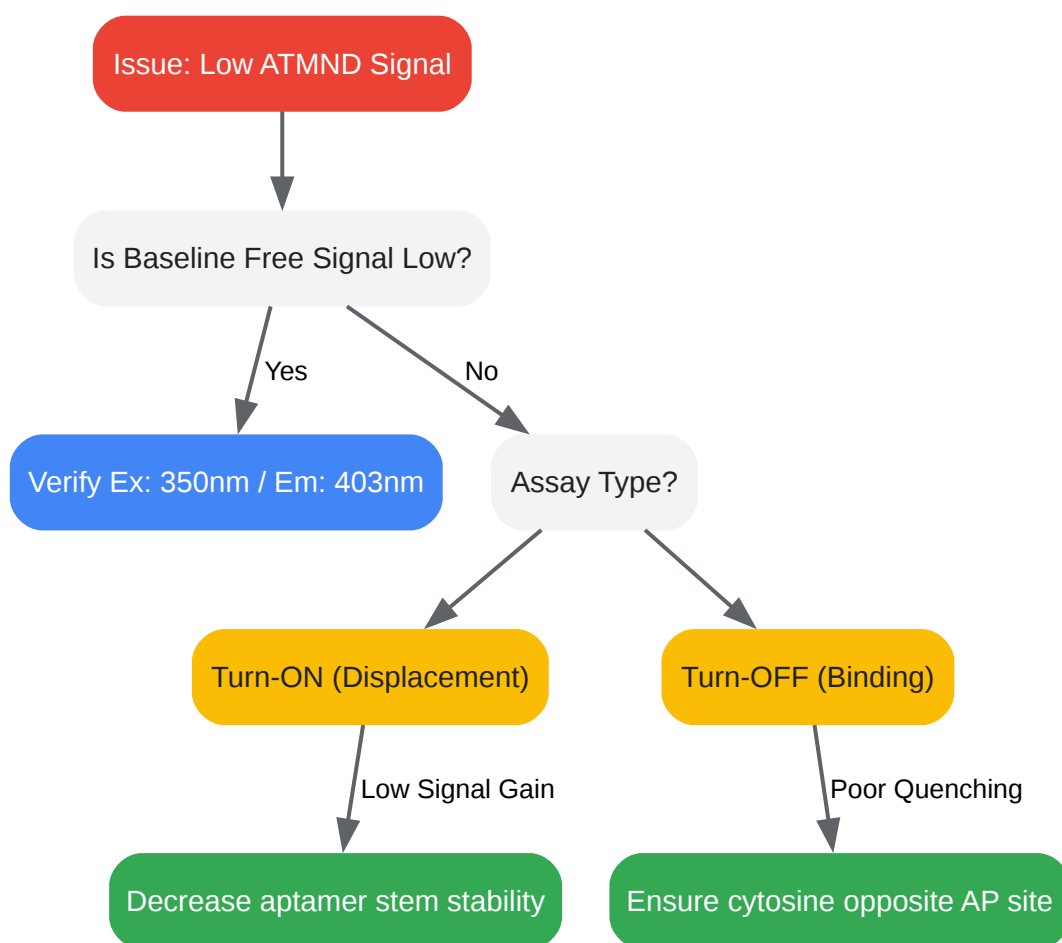 Issue: Low ATMND Signal
Is Baseline Free Signal Low?
Yes
No
Verify Ex: 350nm / Em: 403nm
Assay Type?
Turn-ON (Displacement)
Turn-OFF (Binding)
Low Signal Gain
Poor Quenching
Decrease aptamer stem stability
Ensure cytosine opposite AP site